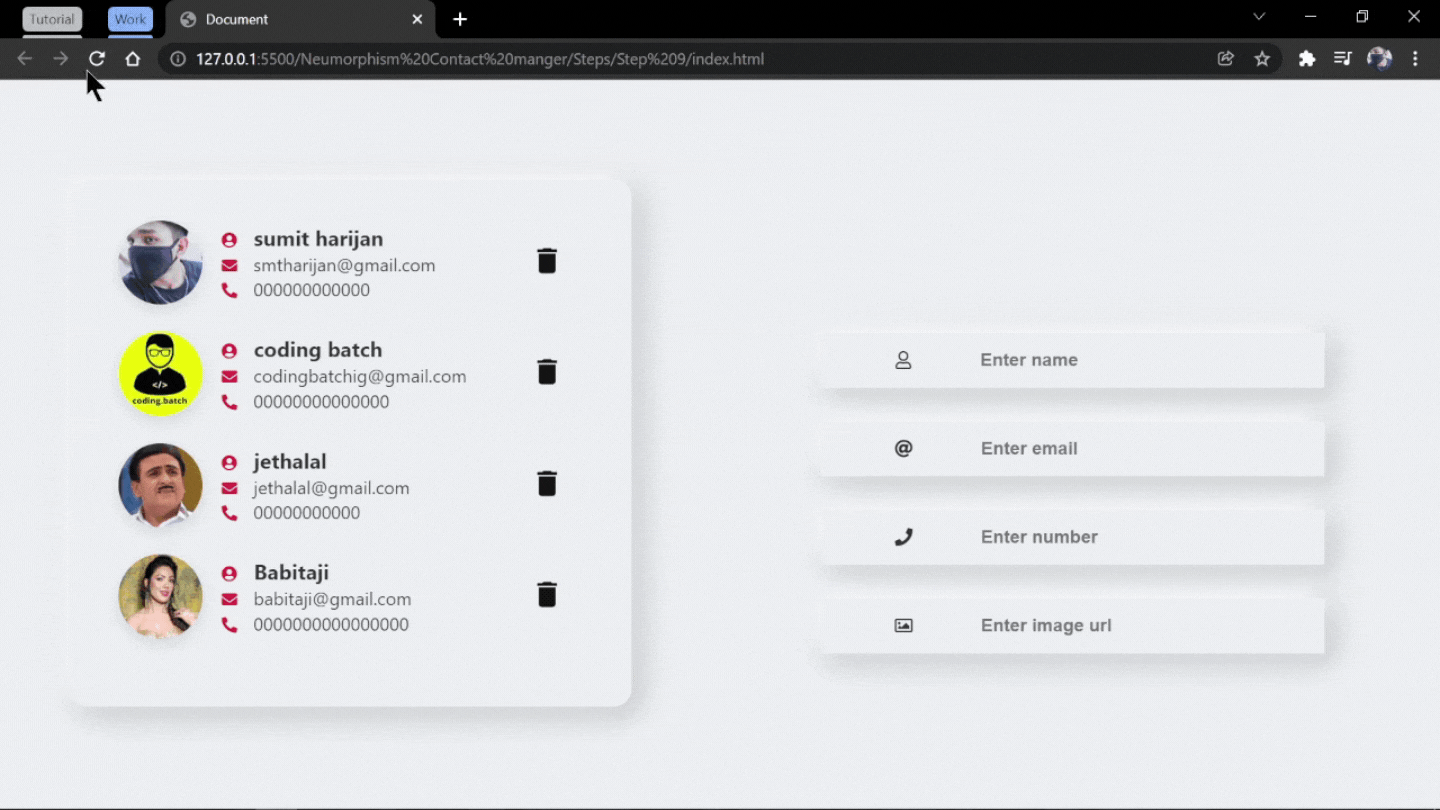 Tutorial
Work
Document
127.0.0.1:5500/Neumorphism%20Contact%20manger/Steps/Step%209/index.html
sumit harijan
smtharijan@gmail.com
000000000000
coding batch
codingbatchig@gmail.com
00000000000000
</>
coding.batch
jethalal
jethalal@gmail.com
00000000000
Babitaji
babitaji@gmail.com
0000000000000000
Enter name
Enter email
Enter number
Enter image url